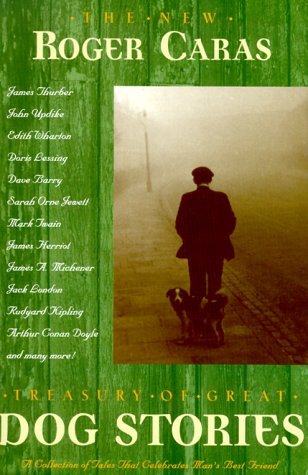 ·THE·NEW·
ROGER CARAS
James Thurber
John Updike
Edith Wharton
Doris Lessing
Dave Barry
Sarah Orne Jewett
Mark Twain
James Herriot
James A. Michener
Jack London
Rudyard Kipling
Arthur Conan Doyle
and many more!
·TREASURY·OF·GREAT·
DOG STORIES
A Collection of Tales That Celebrates Man's Best Friend